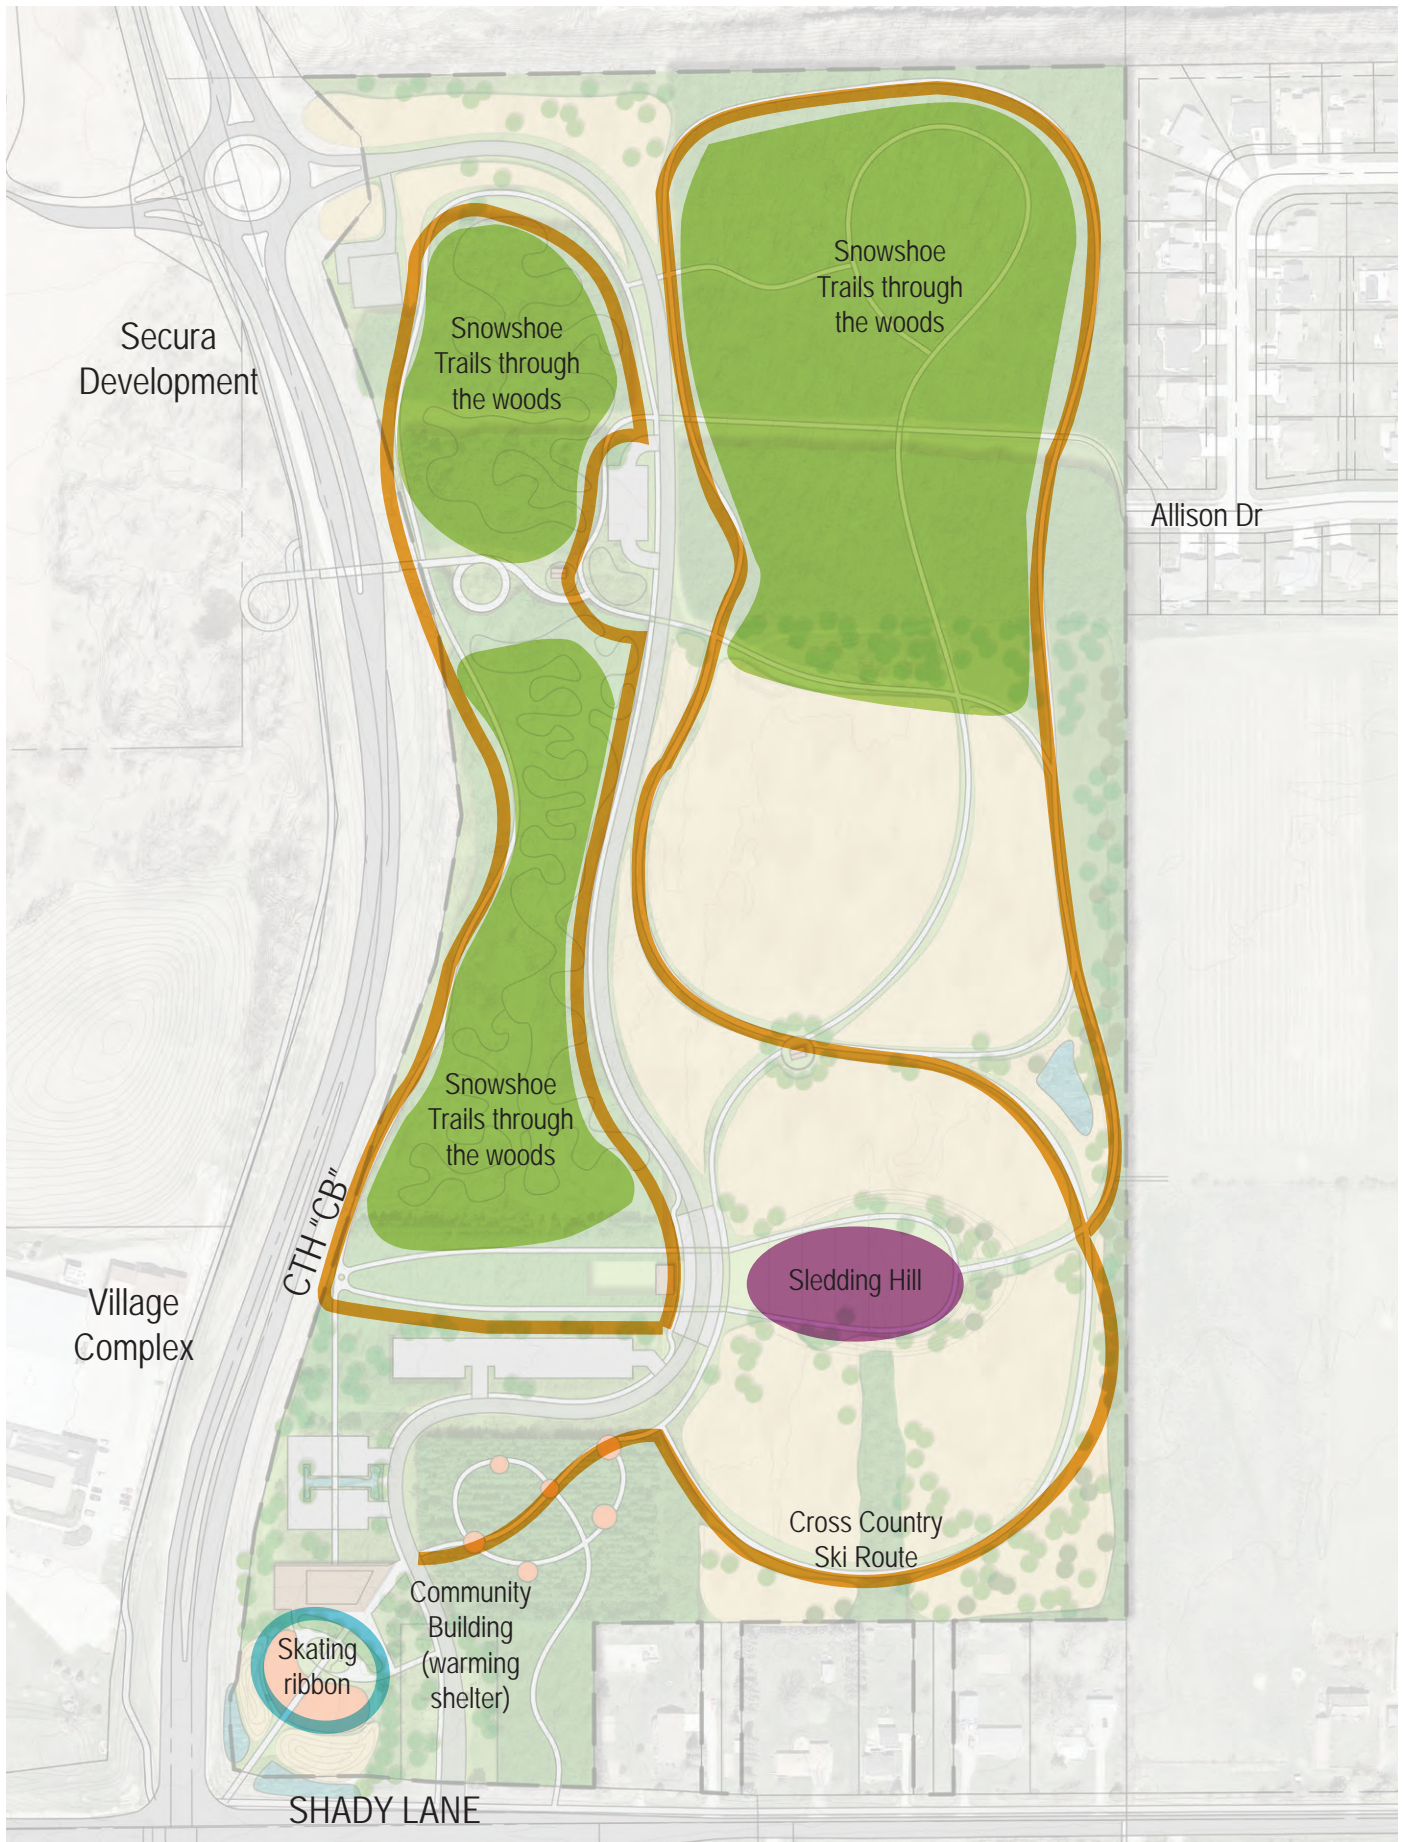 Snowshoe
Trails through
the woods
Secura
Development
Snowshoe
Trails through
the woods
Allison Dr
Snowshoe
Trails through
the woods
CTH "CB"
Sledding Hill
Village
Complex
Cross Country
Ski Route
Community
Building
(warming
shelter)
Skating
ribbon
SHADY LANE